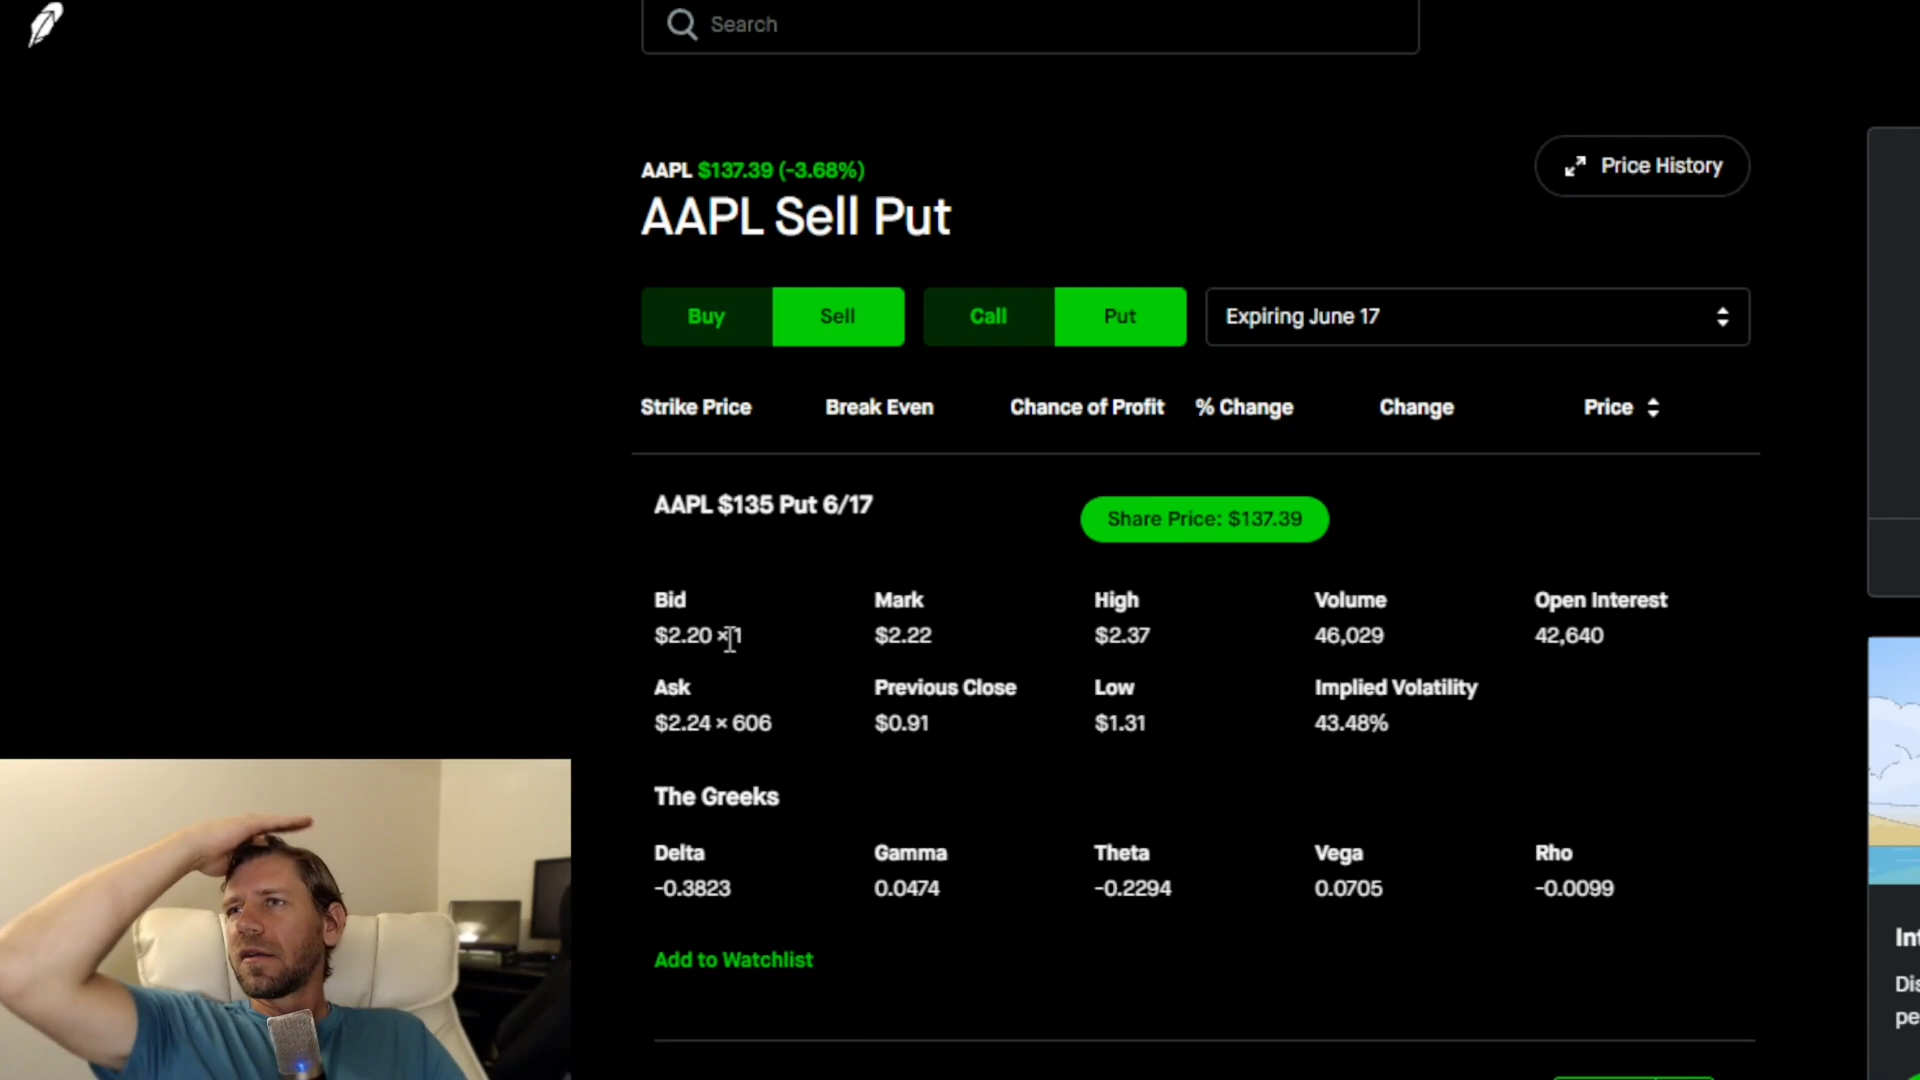 Search
AAPL $137.39 (-3.68%)
Price History
AAPL Sell Put
Buy Sell Call Put Expiring June 17
Strike Price Break Even Chance of Profit % Change Change Price
AAPL $135 Put 6/17
Share Price: $137.39
Bid Mark High Volume Open Interest
$2.20 × 1 $2.22 $2.37 46,029 42,640
Ask Previous Close Low Implied Volatility
$2.24 × 606 $0.91 $1.31 43.48%
The Greeks
Delta Gamma Theta Vega Rho
-0.3823 0.0474 -0.2294 0.0705 -0.0099
Add to Watchlist